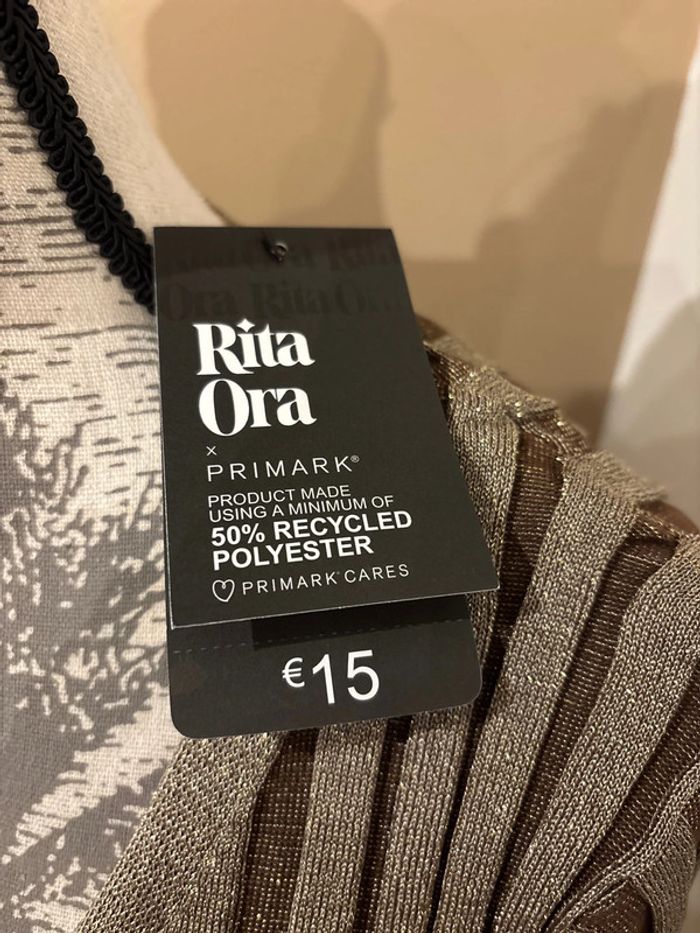 Rita
Ora
×
PRIMARK®
PRODUCT MADE
USING A MINIMUM OF
50% RECYCLED
POLYESTER
PRIMARK® CARES
€15